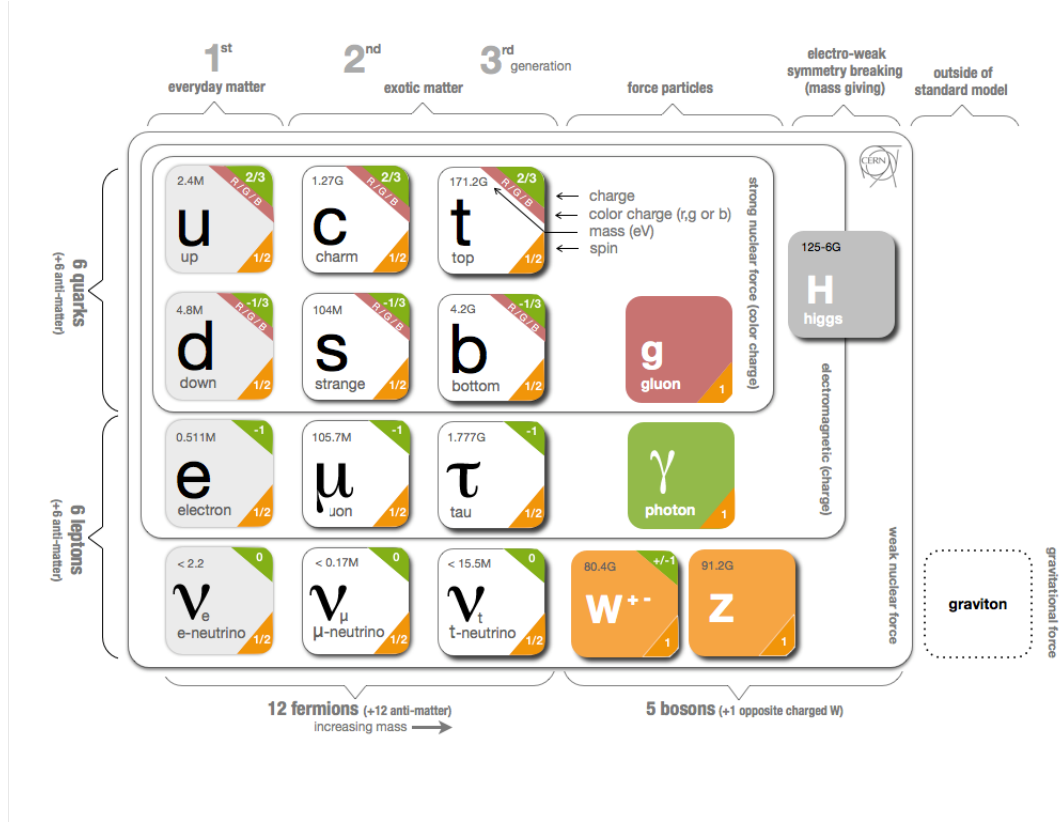 1st
everyday matter
2nd
3rd generation
exotic matter
force particles
electro-weak
symmetry breaking
(mass giving)
outside of
standard model
6 quarks
(+6 anti-matter)
2.4M
2/3
R/G/B
u
up
1/2
1.27G
2/3
R/G/B
c
charm
1/2
171.2G
2/3
R/G/B
t
top
1/2
charge
color charge (r,g or b)
mass (eV)
spin
strong nuclear force (color charge)
CERN
125-6G
H
higgs
4.8M
-1/3
R/G/B
d
down
1/2
104M
-1/3
R/G/B
s
strange
1/2
4.2G
-1/3
R/G/B
b
bottom
1/2
g
gluon
1
electromagnetic (charge)
6 leptons
(+6 anti-matter)
0.511M
-1
e
electron
1/2
105.7M
-1
μ
uon
1/2
1.777G
-1
τ
tau
1/2
γ
photon
1
weak nuclear force
< 2.2
0
νe
e-neutrino
1/2
< 0.17M
0
νμ
μ-neutrino
1/2
< 15.5M
0
νt
t-neutrino
1/2
80.4G
+/-1
W+-
1
91.2G
Z
1
graviton
gravitational force
12 fermions (+12 anti-matter)
increasing mass
5 bosons (+1 opposite charged W)